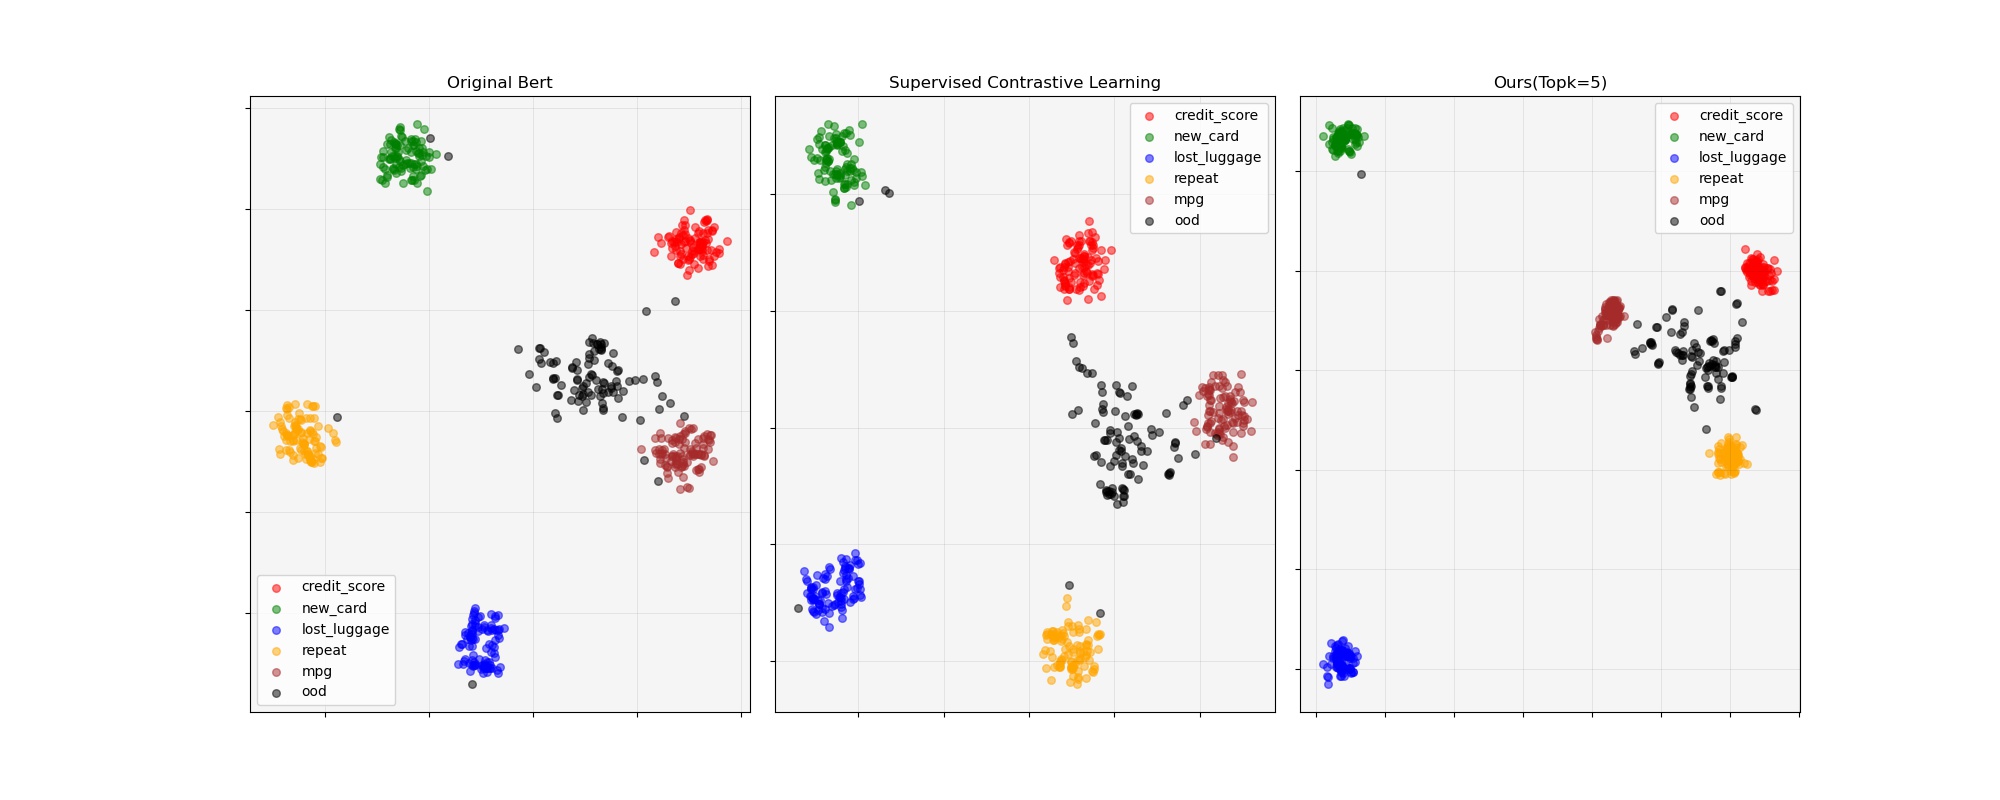 Original Bert
credit_score
new_card
lost_luggage
repeat
mpg
ood
Supervised Contrastive Learning
credit_score
new_card
lost_luggage
repeat
mpg
ood
Ours(Topk=5)
credit_score
new_card
lost_luggage
repeat
mpg
ood